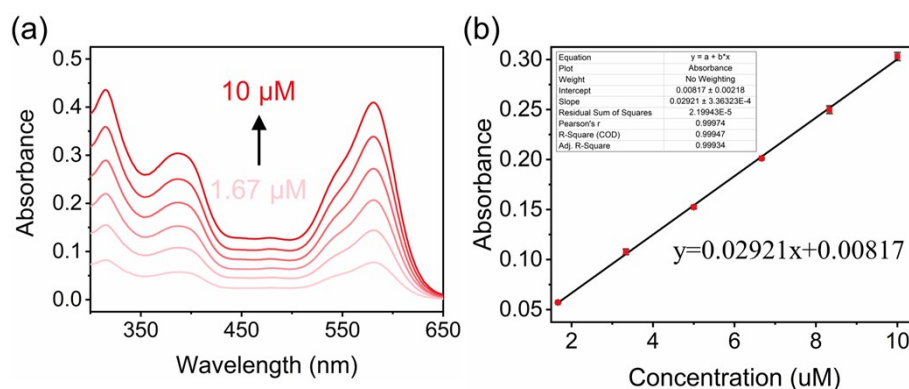 (a)
0.5
0.4
0.3
0.2
0.1
0.0
Absorbance
10 μM
1.67 μM
350
450
550
650
Wavelength (nm)
(b)
0.30
0.25
0.20
0.15
0.10
0.05
Absorbance
Equation y = a + b*x
Plot Absorbance
Weight No Weighting
Intercept 0.00817 ± 0.00218
Slope 0.02921 ± 3.36323E-4
Residual Sum of Squares 2.19943E-5
Pearson's r 0.99974
R-Square (COD) 0.99947
Adj. R-Square 0.99934
y=0.02921x+0.00817
2
4
6
8
10
Concentration (uM)